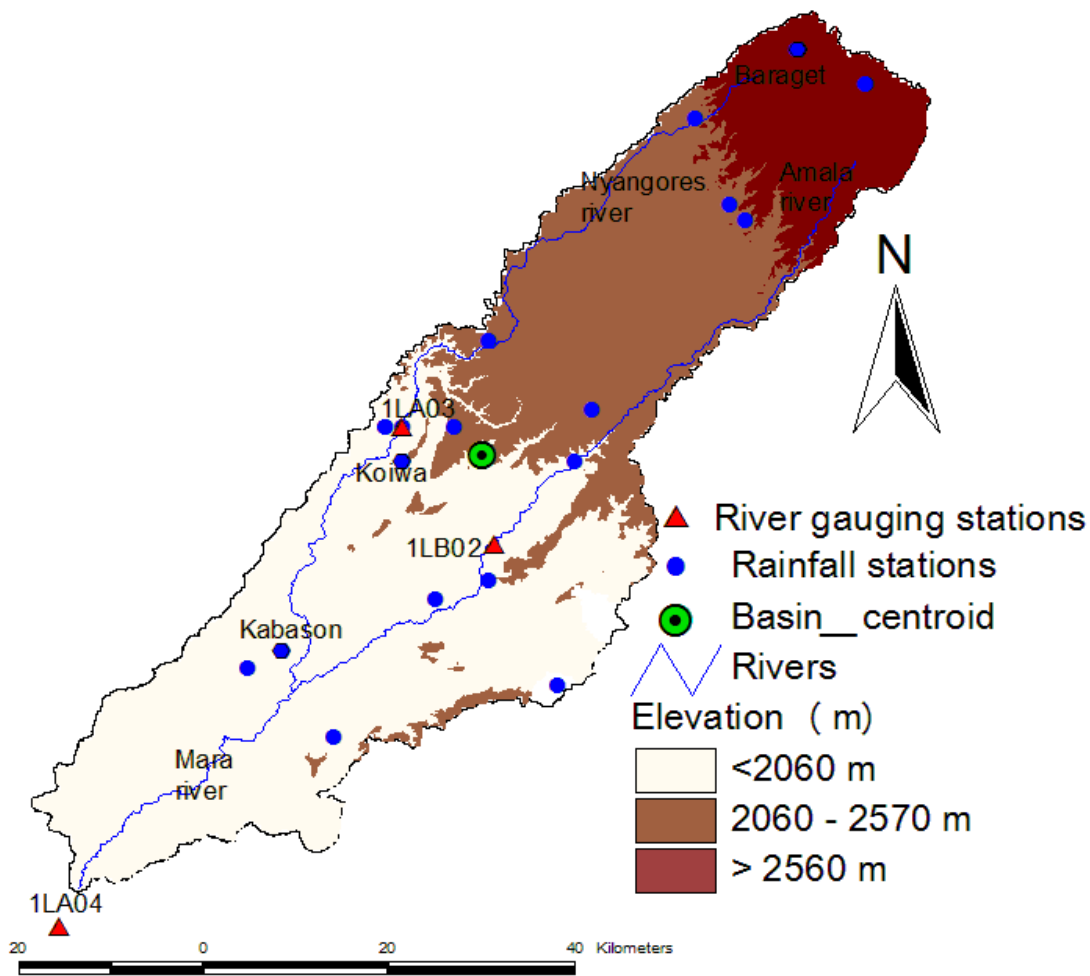 Baraget
Nyangores
river
Amala
river
N
1LA03
Koiwa
1LB02
Kabason
Mara
river
1LA04
River gauging stations
Rainfall stations
Basin__centroid
Rivers
Elevation ( m)
<2060 m
2060 - 2570 m
> 2560 m
20 0 20 40 Kilometers